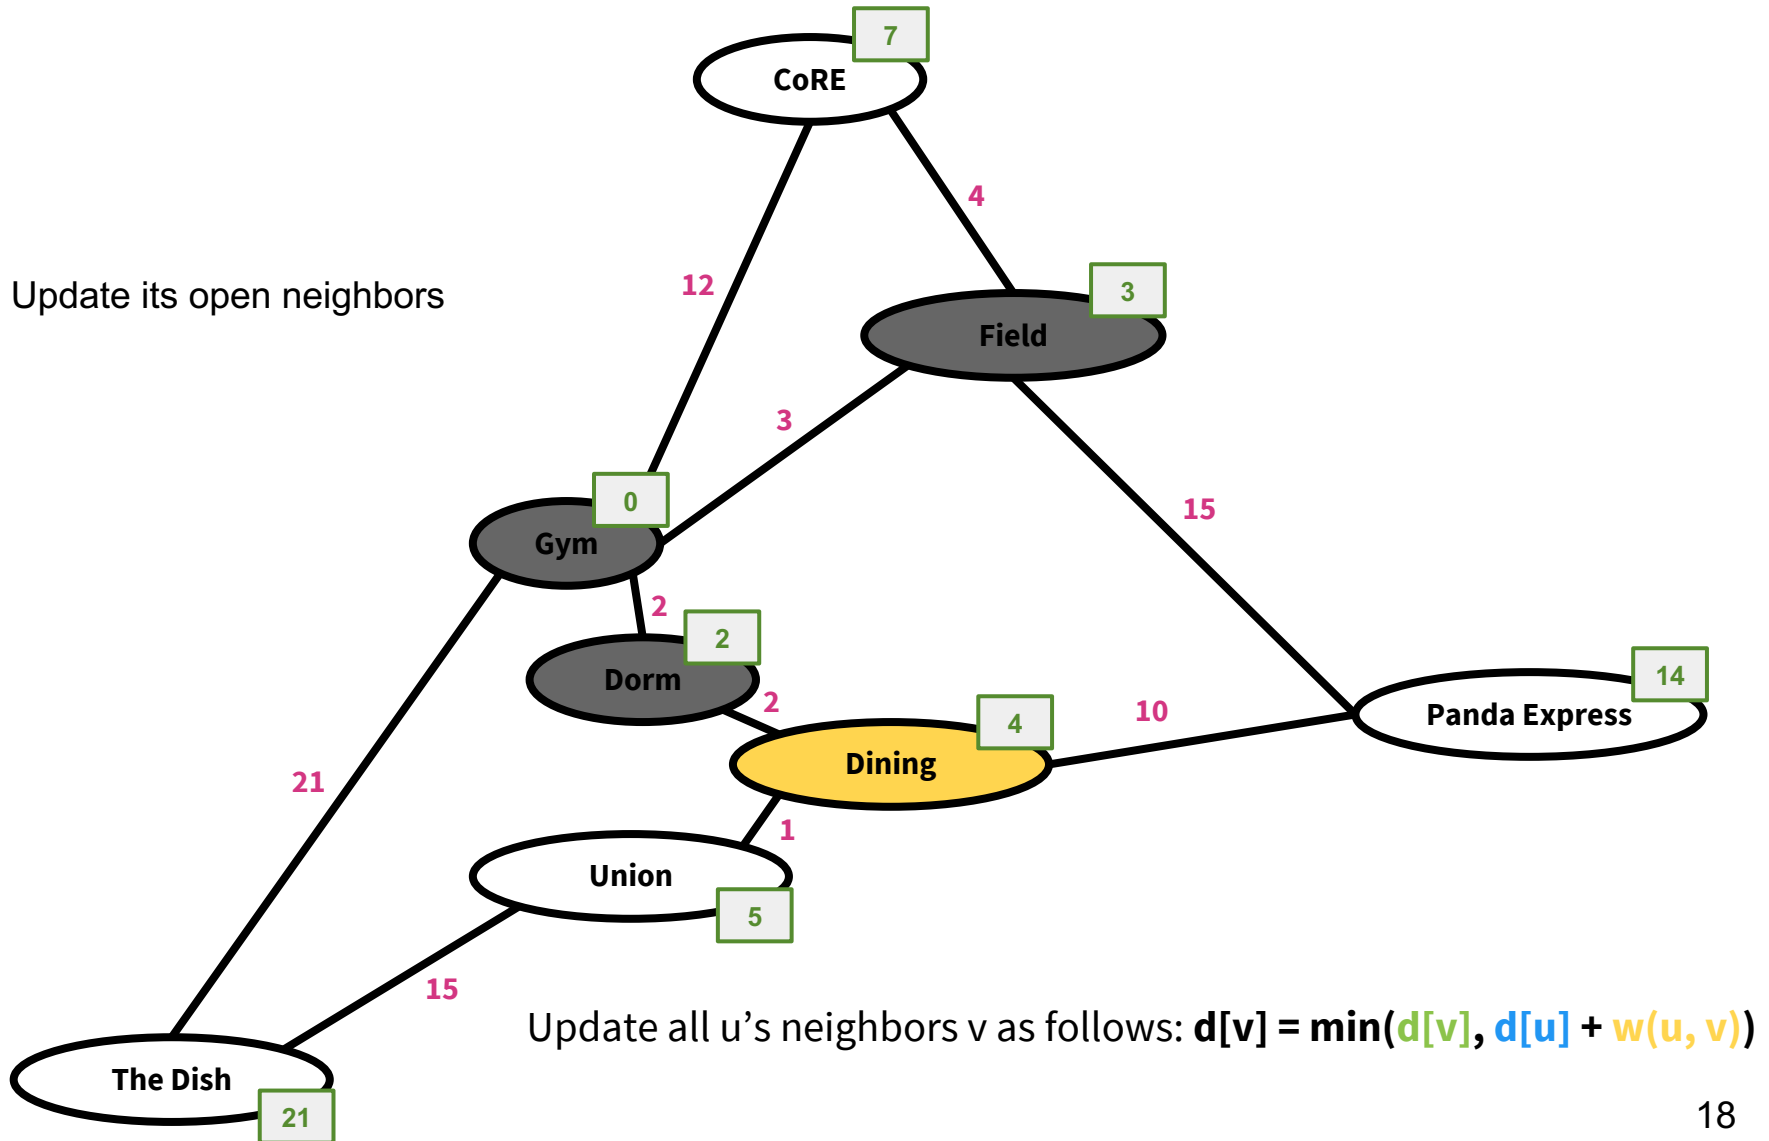 7
CoRE
4
12
Update its open neighbors
3
Field
3
0
15
Gym
2
2
Dorm
2
14
10
4
Panda Express
Dining
21
1
Union
5
15
Update all u’s neighbors v as follows: d[v] = min(d[v], d[u] + w(u, v))
The Dish
21
18